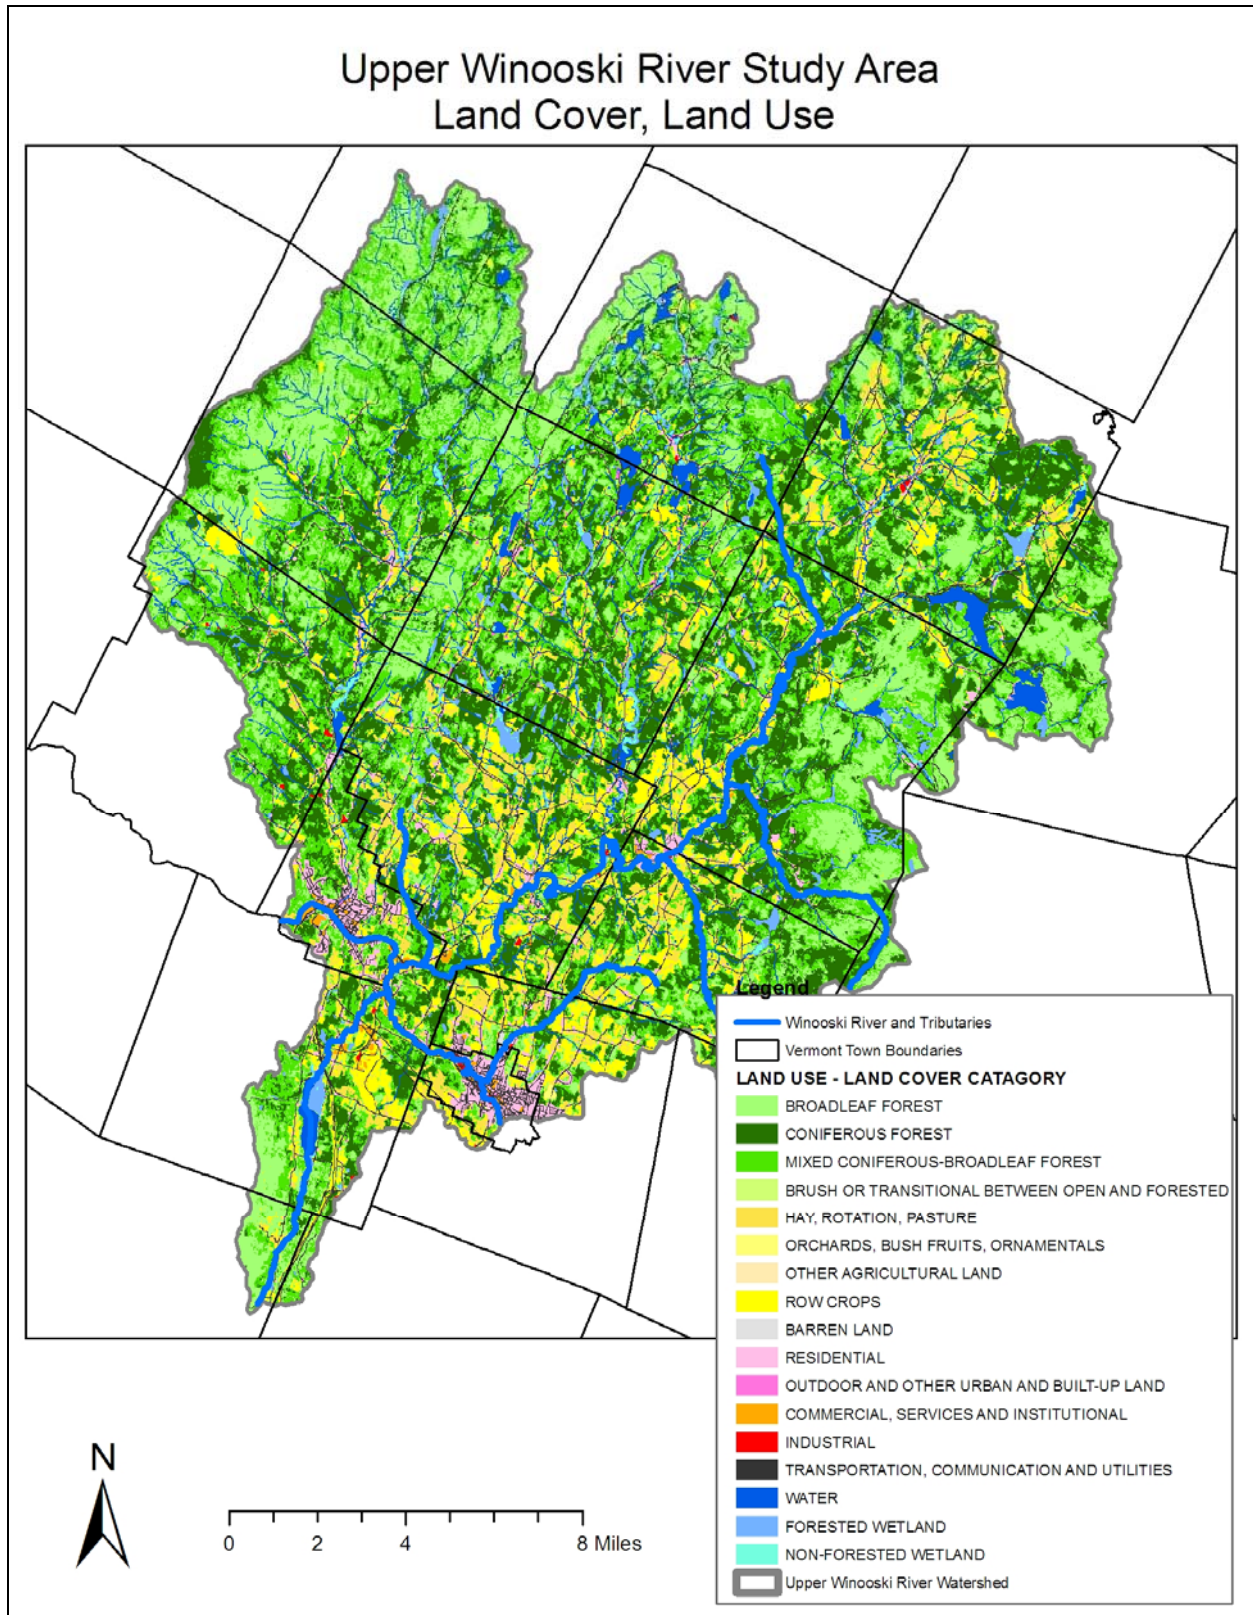 Upper Winooski River Study Area
Land Cover, Land Use
Legend
Winooski River and Tributaries
Vermont Town Boundaries
LAND USE - LAND COVER CATAGORY
BROADLEAF FOREST
CONIFEROUS FOREST
MIXED CONIFEROUS-BROADLEAF FOREST
BRUSH OR TRANSITIONAL BETWEEN OPEN AND FORESTED
HAY, ROTATION, PASTURE
ORCHARDS, BUSH FRUITS, ORNAMENTALS
OTHER AGRICULTURAL LAND
ROW CROPS
BARREN LAND
RESIDENTIAL
OUTDOOR AND OTHER URBAN AND BUILT-UP LAND
COMMERCIAL, SERVICES AND INSTITUTIONAL
INDUSTRIAL
TRANSPORTATION, COMMUNICATION AND UTILITIES
WATER
FORESTED WETLAND
NON-FORESTED WETLAND
Upper Winooski River Watershed
N
0 2 4 8 Miles